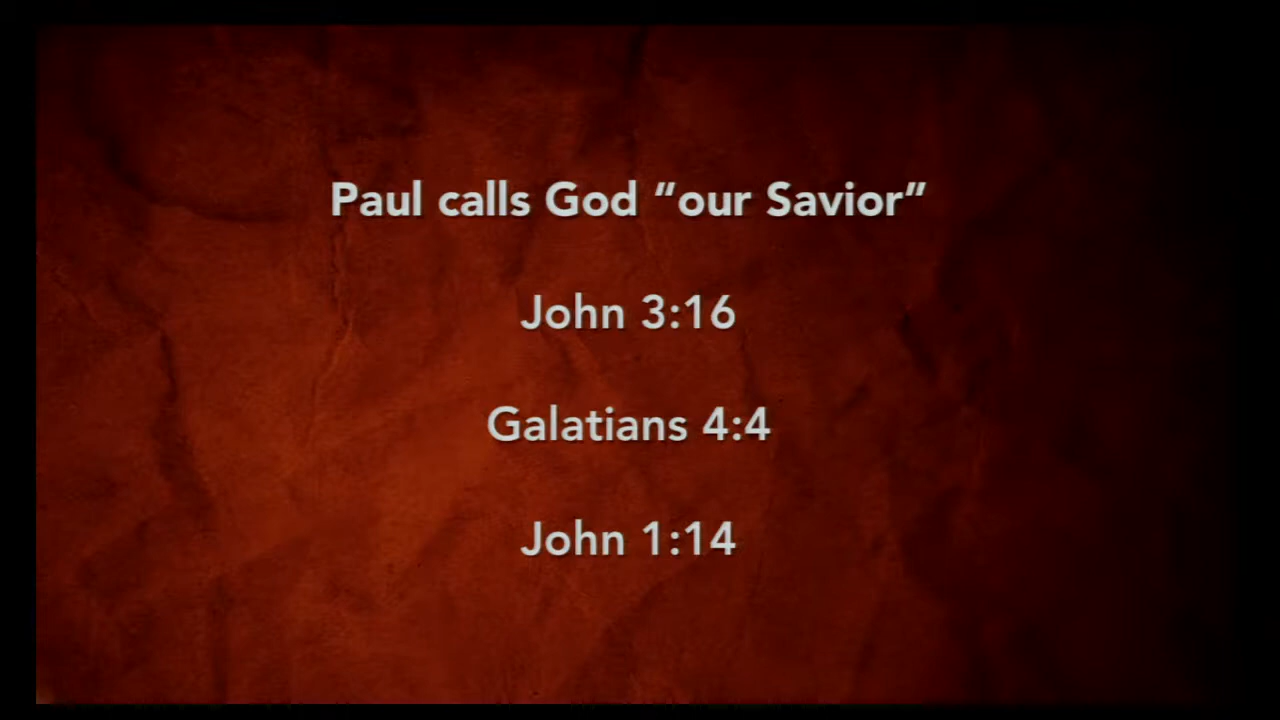 Paul calls God “our Savior”
John 3:16
Galatians 4:4
John 1:14